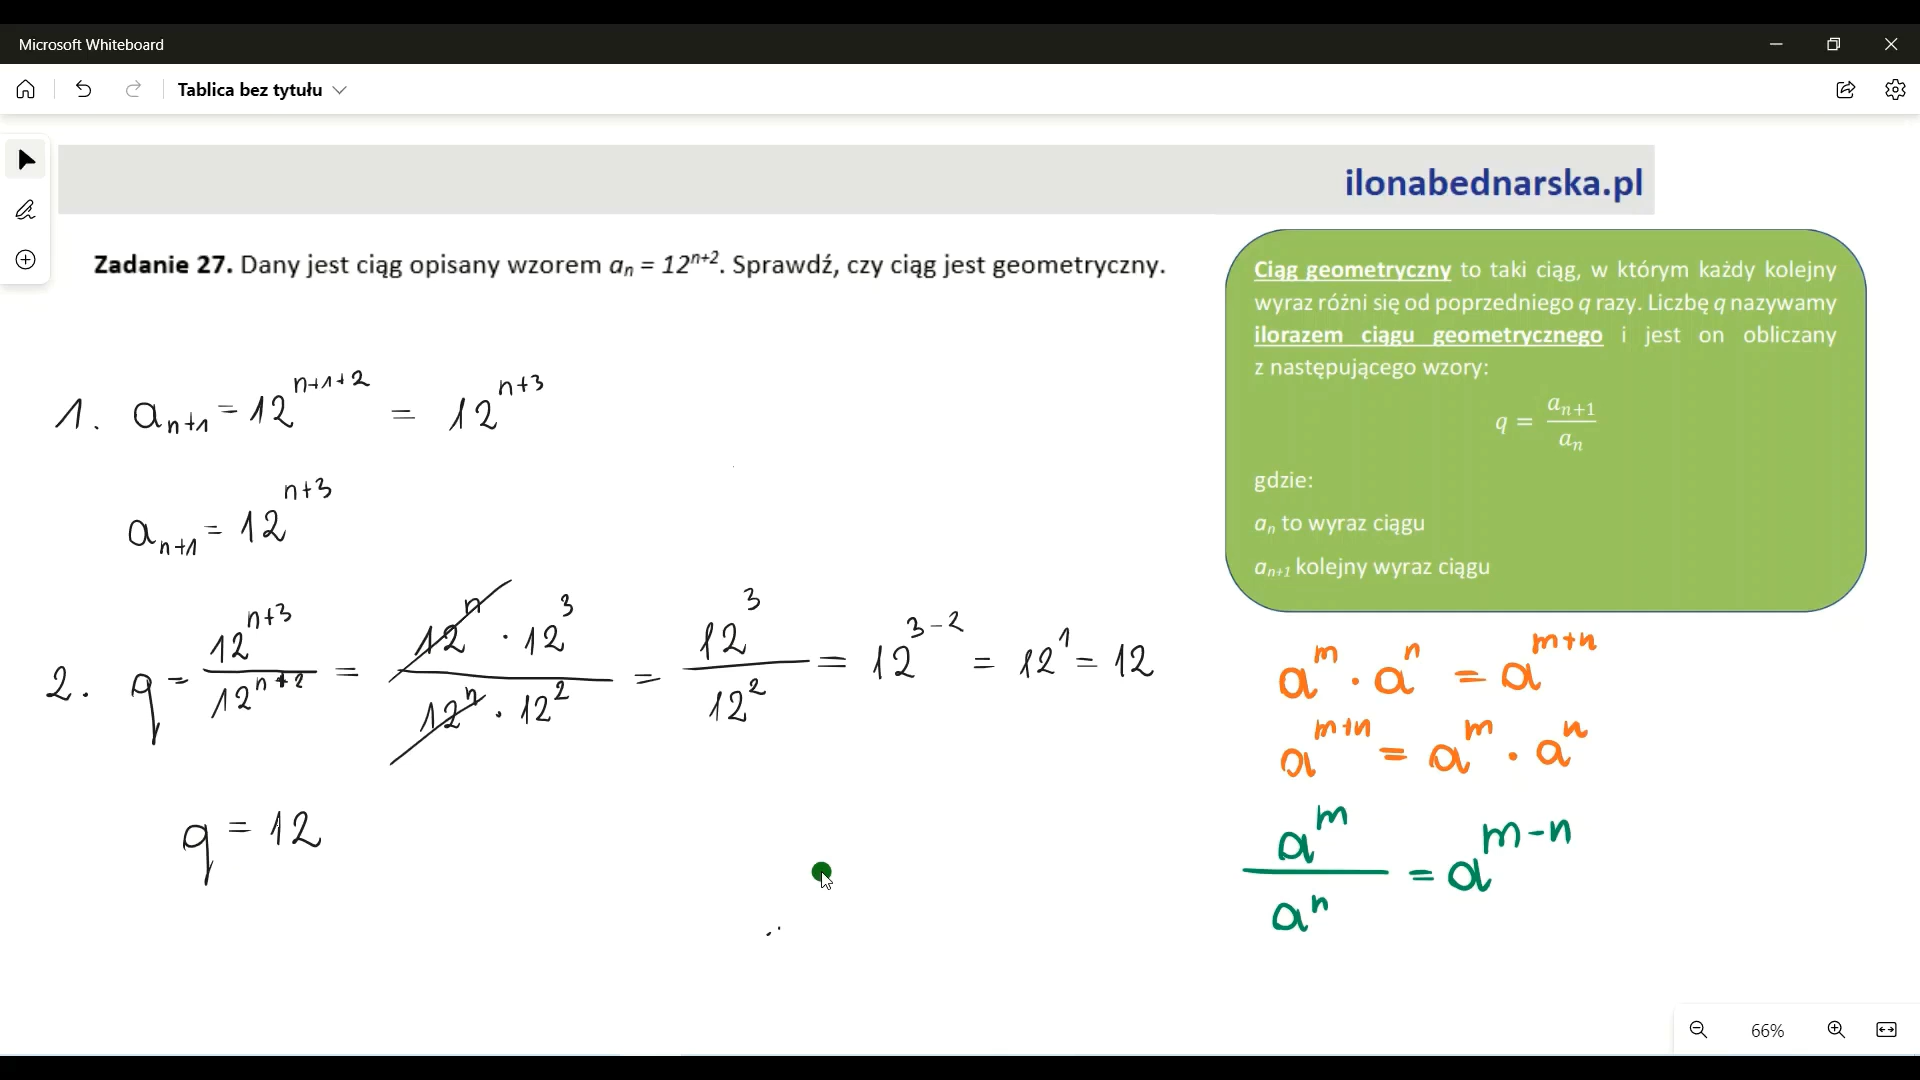 Microsoft Whiteboard
Tablica bez tytułu
ilonabednarska.pl
Zadanie 27. Dany jest ciąg opisany wzorem aₙ = 12ⁿ⁺². Sprawdź, czy ciąg jest geometryczny.
1. aₙ₊₁ = 12ⁿ⁺¹⁺² = 12ⁿ⁺³
aₙ₊₁ = 12ⁿ⁺³
2. q = 12ⁿ⁺³ / 12ⁿ⁺² = 12ⁿ · 12³ / 12ⁿ · 12² = 12³ / 12² = 12³⁻² = 12¹ = 12
q = 12
Ciąg geometryczny to taki ciąg, w którym każdy kolejny
wyraz różni się od poprzedniego q razy. Liczbę q nazywamy
ilorazem ciągu geometrycznego i jest on obliczany
z następującego wzory:
q = aₙ₊₁ / aₙ
gdzie:
aₙ to wyraz ciągu
aₙ₊₁ kolejny wyraz ciągu
aᵐ · aⁿ = aᵐ⁺ⁿ
aᵐ⁺ⁿ = aᵐ · aⁿ
aᵐ / aⁿ = aᵐ⁻ⁿ
66%